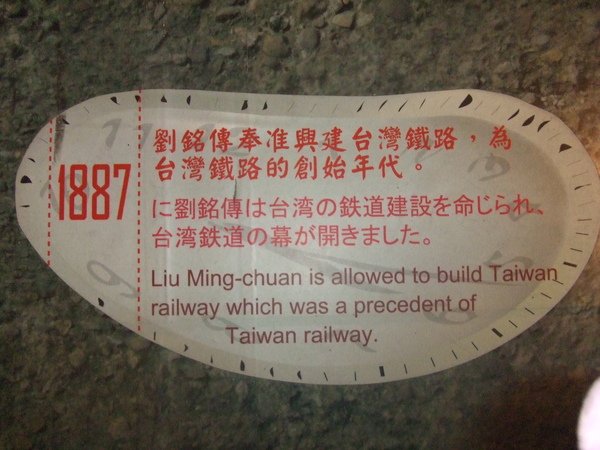 1887
劉銘傳奉准興建台灣鐵路，為
台灣鐵路的創始年代。
に劉銘傳は台湾の鉄道建設を命じられ、
台湾鉄道の幕が開きました。
Liu Ming-chuan is allowed to build Taiwan
railway which was a precedent of
Taiwan railway.